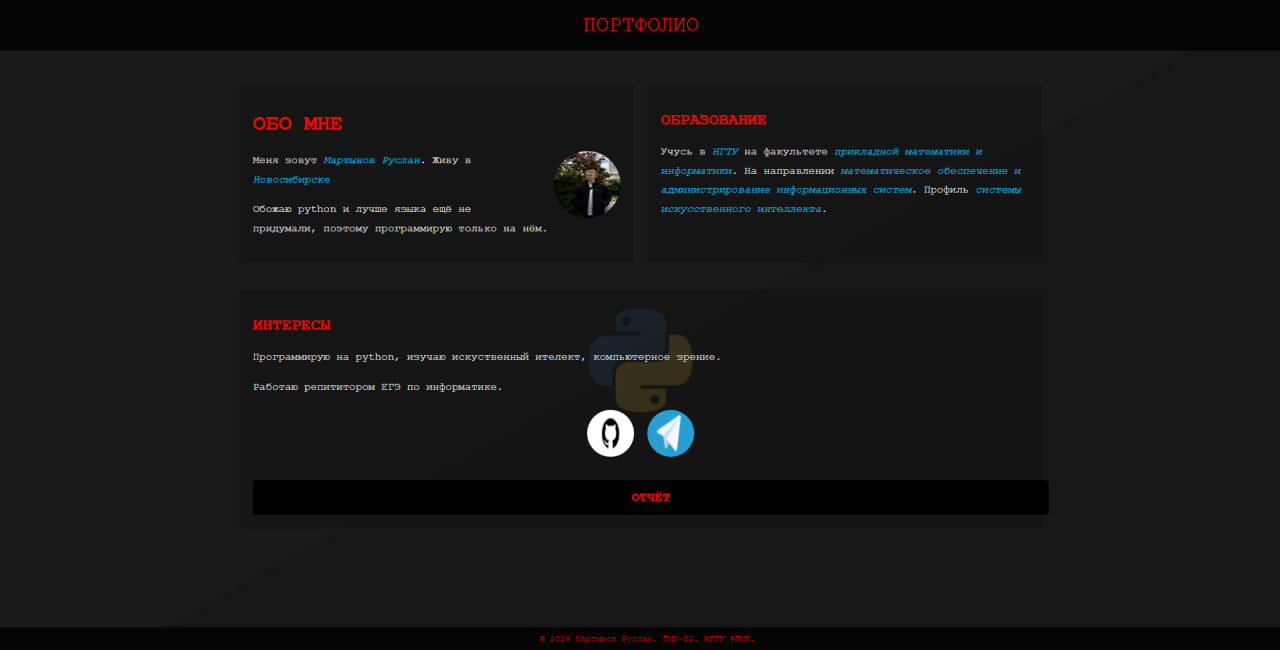 ПОРТФОЛИО
ОБО МНЕ
Меня зовут Мартынов Руслан. Живу в
Новосибирске
Обожаю python и лучше языка ещё не
придумали, поэтому программирую только на нём.
ОБРАЗОВАНИЕ
Учусь в НГТУ на факультете прикладной математики и
информатики. На направлении математическое обеспечение и
администрирование информационных систем. Профиль системы
искусственного интеллекта.
ИНТЕРЕСЫ
Программирую на python, изучаю искуственный ителект, компьютерное зрение.
Работаю репититором ЕГЭ по информатике.
ОТЧЁТ
© 2024 Мартынов Руслан. ПМИ-22. НГТУ ФПМИ.